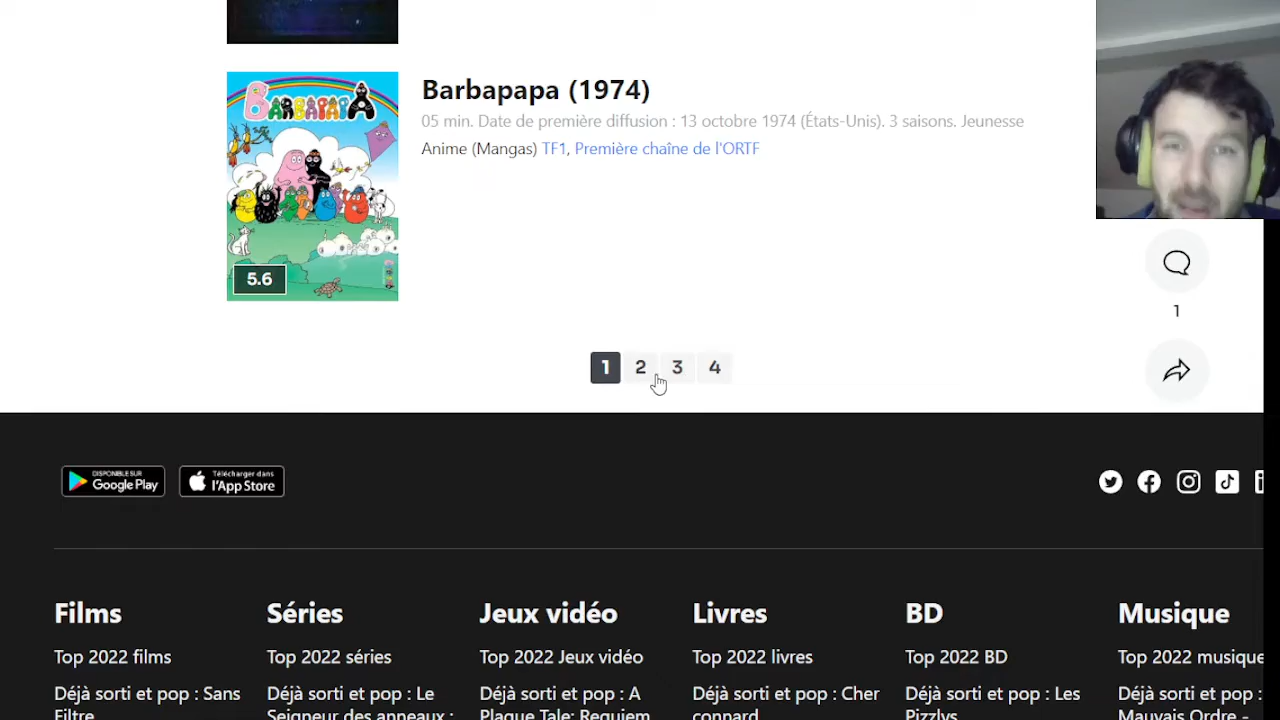 BARBAPAPA
5.6
Barbapapa (1974)
05 min. Date de première diffusion : 13 octobre 1974 (États-Unis). 3 saisons. Jeunesse
Anime (Mangas) TF1, Première chaîne de l'ORTF
1
1 2 3 4
DISPONIBLE SUR
Google Play
Télécharger dans
l'App Store
Films
Top 2022 films
Déjà sorti et pop : Sans
Filtre
Séries
Top 2022 séries
Déjà sorti et pop : Le
Seigneur des anneaux :
Jeux vidéo
Top 2022 Jeux vidéo
Déjà sorti et pop : A
Plague Tale: Requiem
Livres
Top 2022 livres
Déjà sorti et pop : Cher
connard
BD
Top 2022 BD
Déjà sorti et pop : Les
Pizzlys
Musique
Top 2022 musique
Déjà sorti et pop :
Mauvais Ordre -